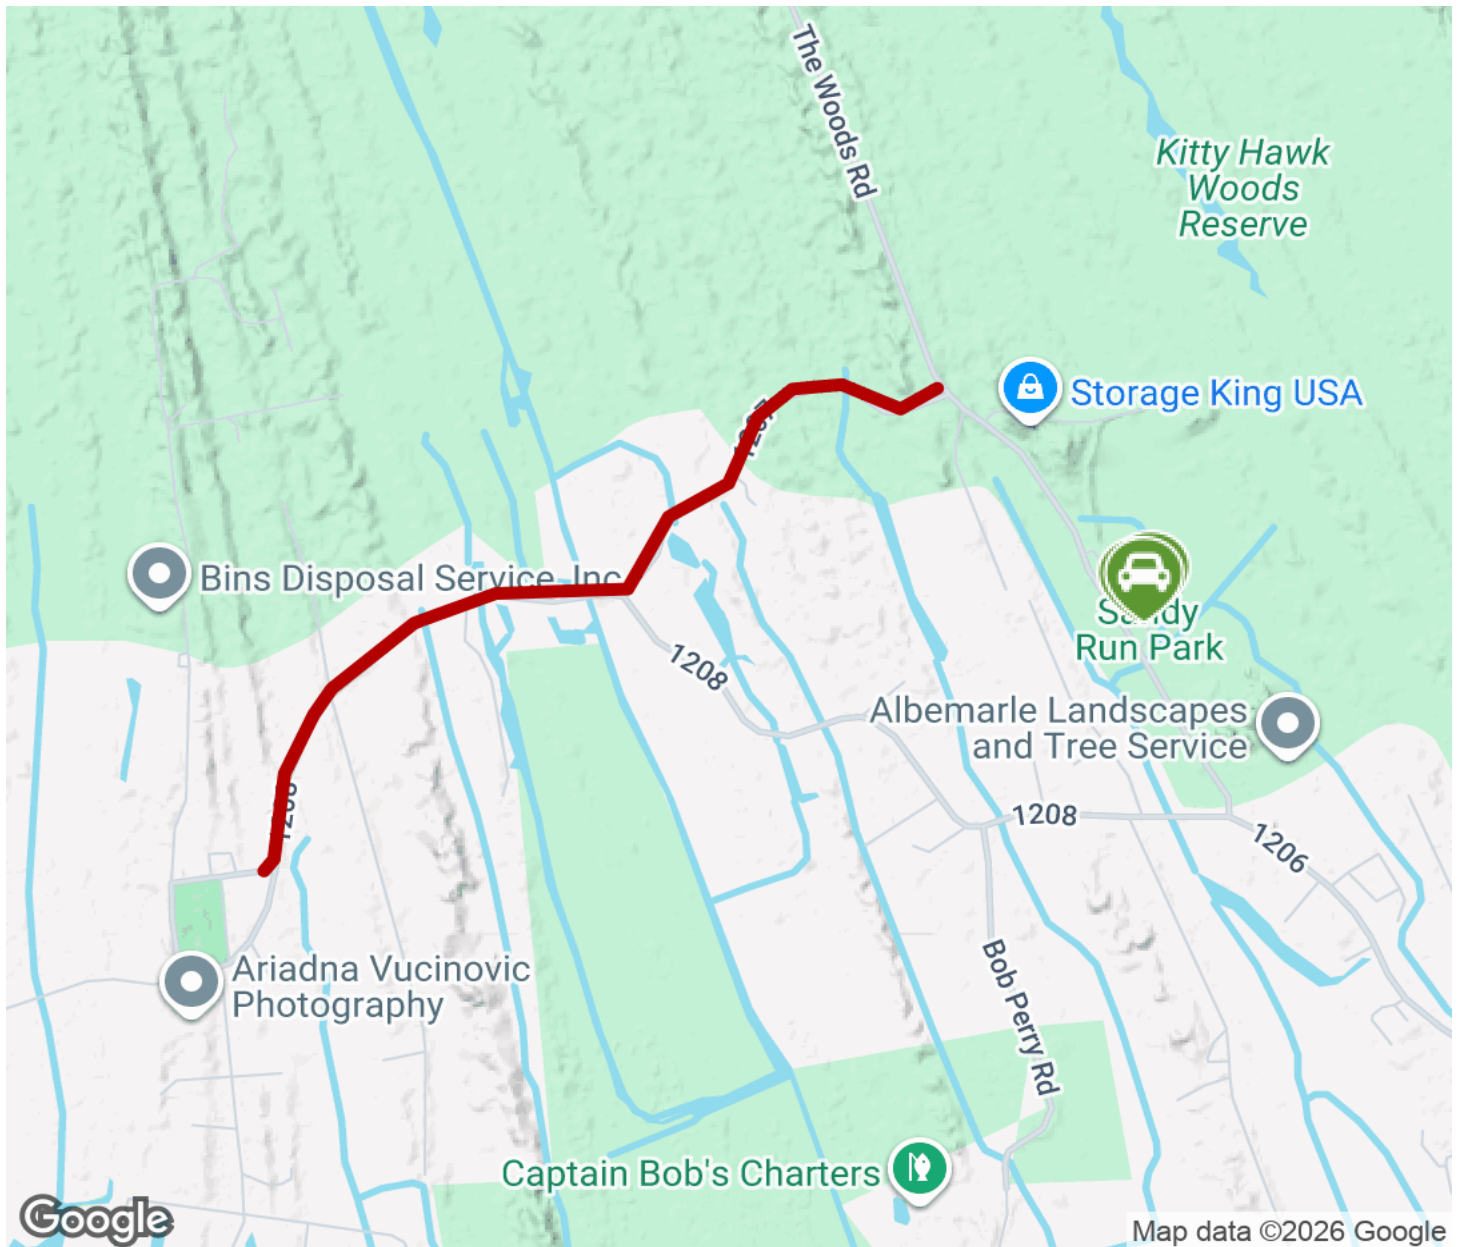 The Woods Rd
Kitty Hawk
Woods
Reserve
Storage King USA
Bins Disposal Service, Inc
Sandy
Run Park
1208
Albemarle Landscapes
and Tree Service
1208
1206
Ariadna Vucinovic
Photography
Bob Perry Rd
Captain Bob's Charters
Google
Map data ©2026 Google